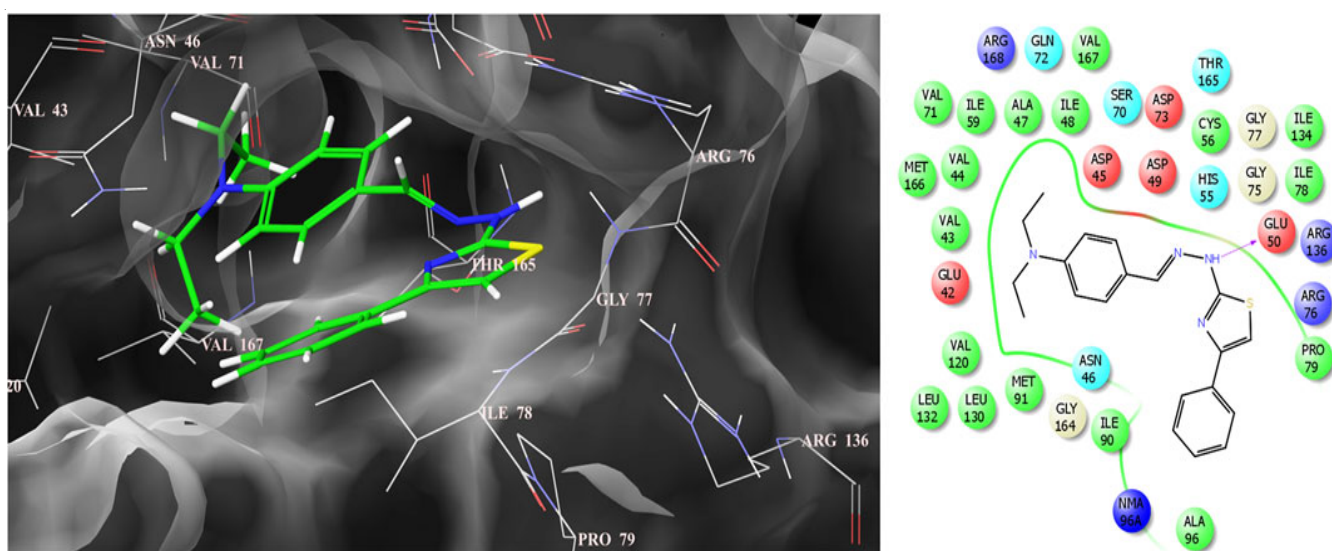 ASN 46
VAL 71
VAL 43
ARG 76
THR 165
GLY 77
VAL 167
20
ILE 78
ARG 136
PRO 79
ARG
168
GLN
72
VAL
167
THR
165
VAL
71
ILE
59
ALA
47
ILE
48
SER
70
ASP
73
CYS
56
GLY
77
ILE
134
MET
166
VAL
44
ASP
45
ASP
49
HIS
55
GLY
75
ILE
78
VAL
43
GLU
50
ARG
136
GLU
42
N
N
NH
ARG
76
S
N
PRO
79
VAL
120
ASN
46
MET
91
LEU
132
LEU
130
GLY
164
ILE
90
NMA
96A
ALA
96